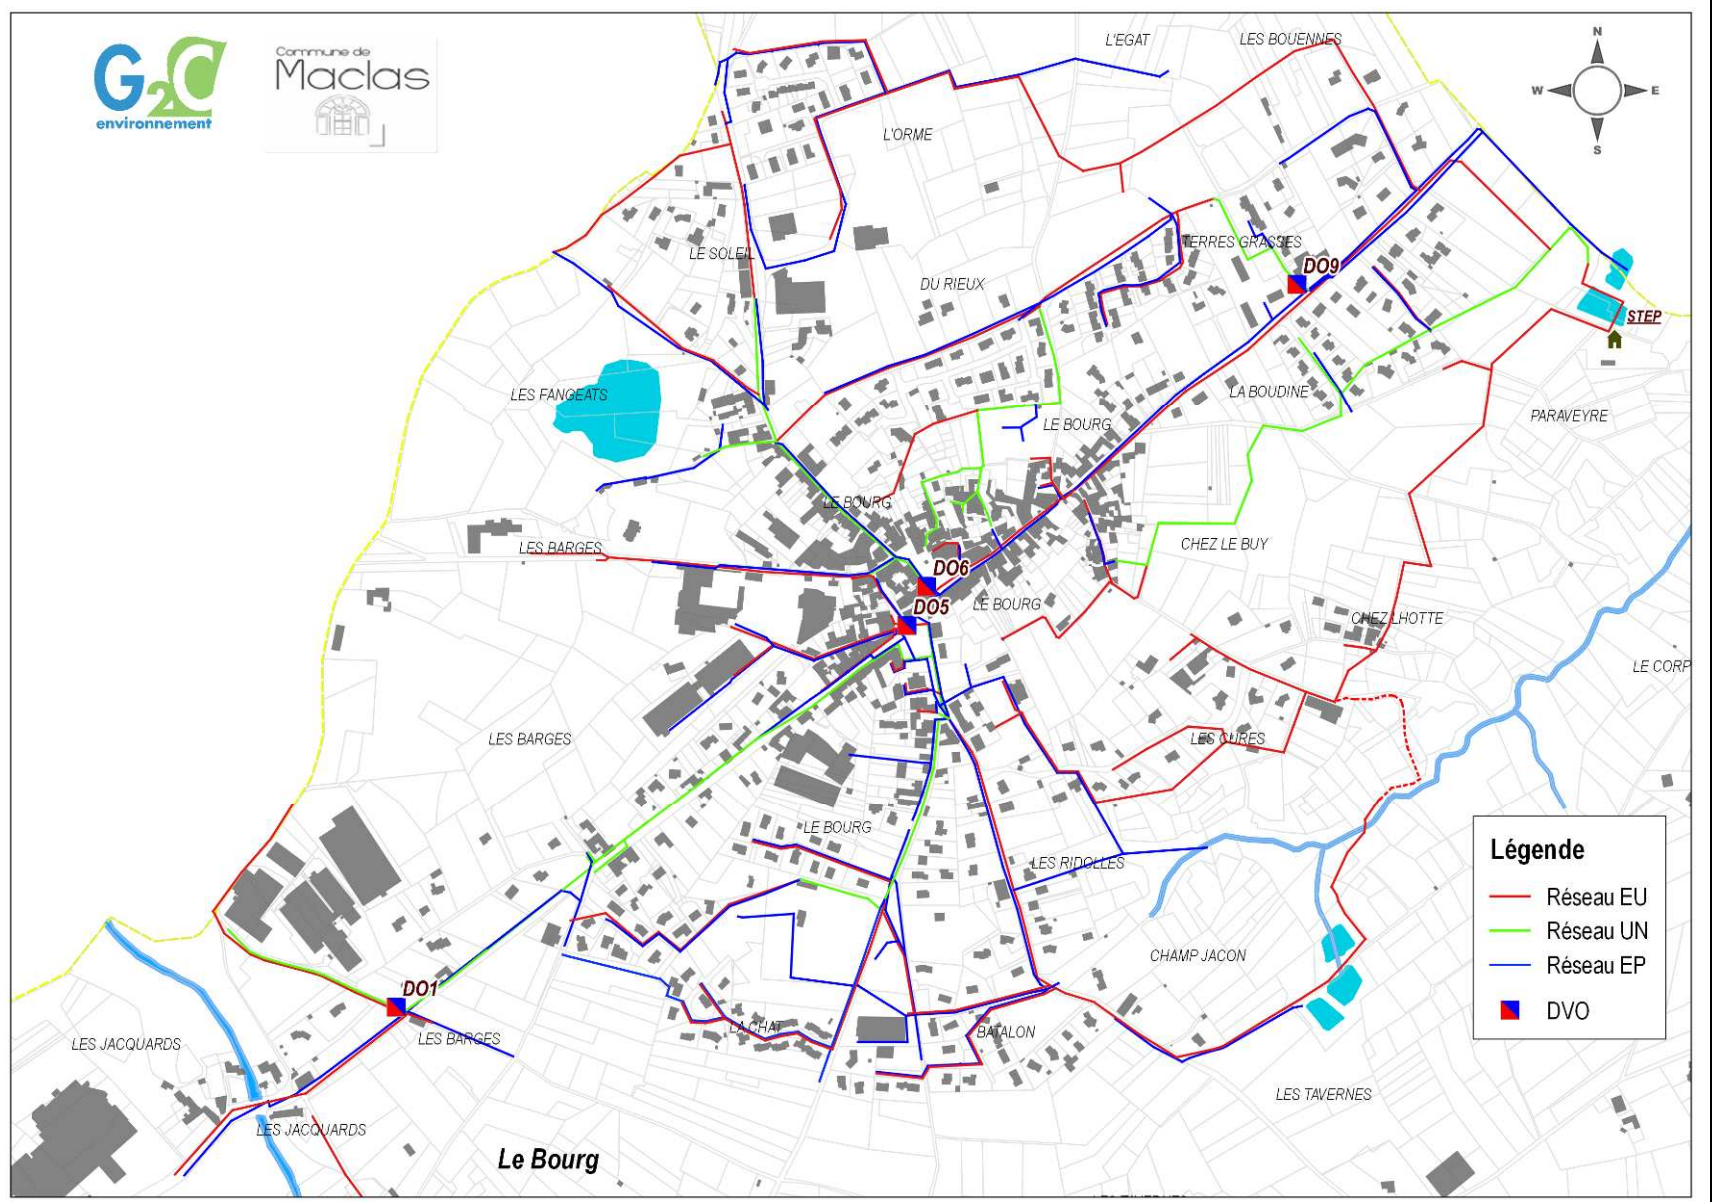 G2C
environnement
Commune de
Maclas
L'EGAT
LES BOUENNES
N
W
E
S
L'ORME
LE SOLEIL
TERRES GRASSES
DO9
DU RIEUX
STEP
LES FANGEATS
LA BOUDINE
LE BOURG
PARAVEYRE
LE BOURG
LES BARGES
CHEZ LE BUY
DO6
DO5
LE BOURG
CHEZ LHOTTE
LE CORP
LES BARGES
LES CURES
LE BOURG
LES RIDOLLES
Légende
Réseau EU
Réseau UN
Réseau EP
DVO
CHAMP JACON
DO1
LA CHAT
BATALON
LES BARGES
LES JACQUARDS
LES TAVERNES
LES JACQUARDS
Le Bourg